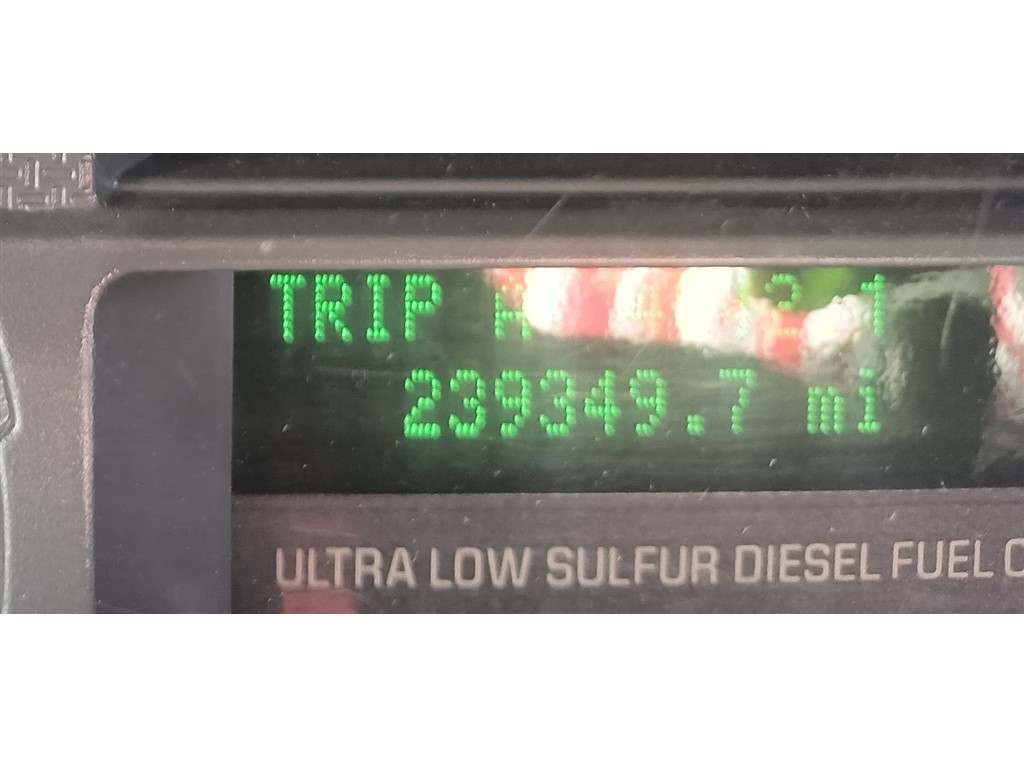 TRIP A
239349.7 mi
ULTRA LOW SULFUR DIESEL FUEL